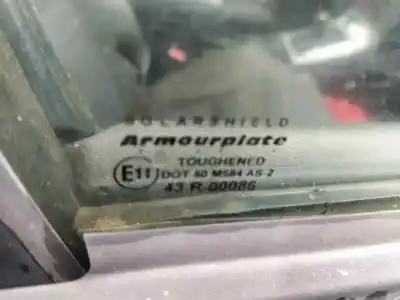 SOLARSHIELD
Armourplate
TOUGHENED
E11 DOT 50 M584 AS-2
43 R-00086